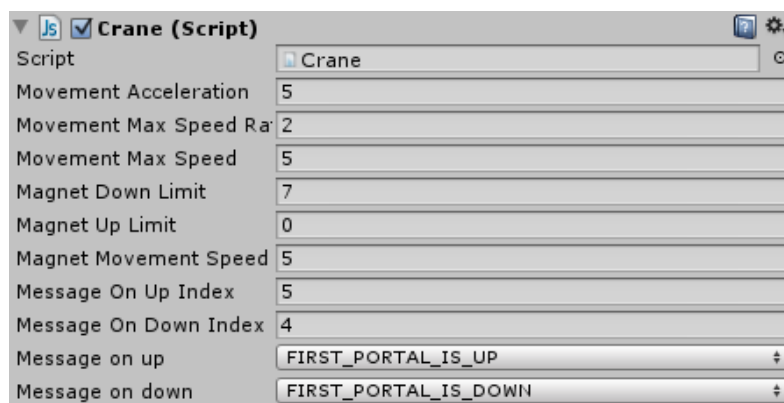 Js Crane (Script)
Script Crane
Movement Acceleration 5
Movement Max Speed Ra 2
Movement Max Speed 5
Magnet Down Limit 7
Magnet Up Limit 0
Magnet Movement Speed 5
Message On Up Index 5
Message On Down Index 4
Message on up FIRST_PORTAL_IS_UP
Message on down FIRST_PORTAL_IS_DOWN